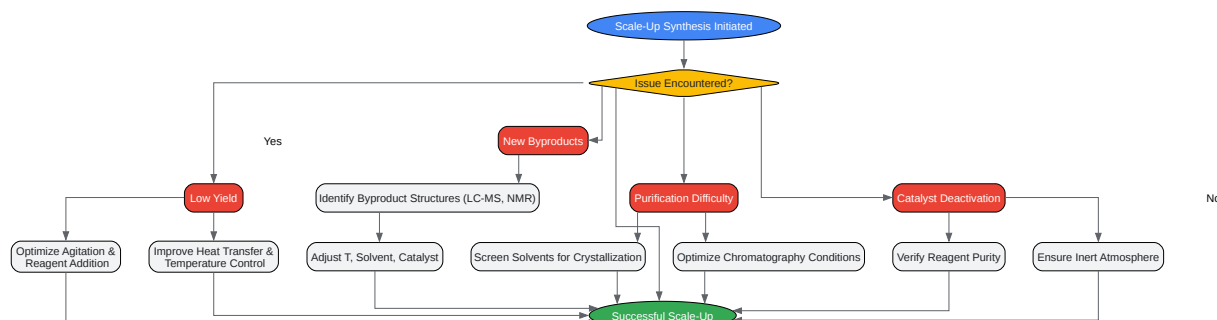 Scale-Up Synthesis Initiated
Issue Encountered?
Yes
New Byproducts
Low Yield
Identify Byproduct Structures (LC-MS, NMR)
Purification Difficulty
Catalyst Deactivation
No
Optimize Agitation &
Reagent Addition
Improve Heat Transfer &
Temperature Control
Adjust T, Solvent, Catalyst
Screen Solvents for Crystallization
Optimize Chromatography Conditions
Verify Reagent Purity
Ensure Inert Atmosphere
Successful Scale-Up